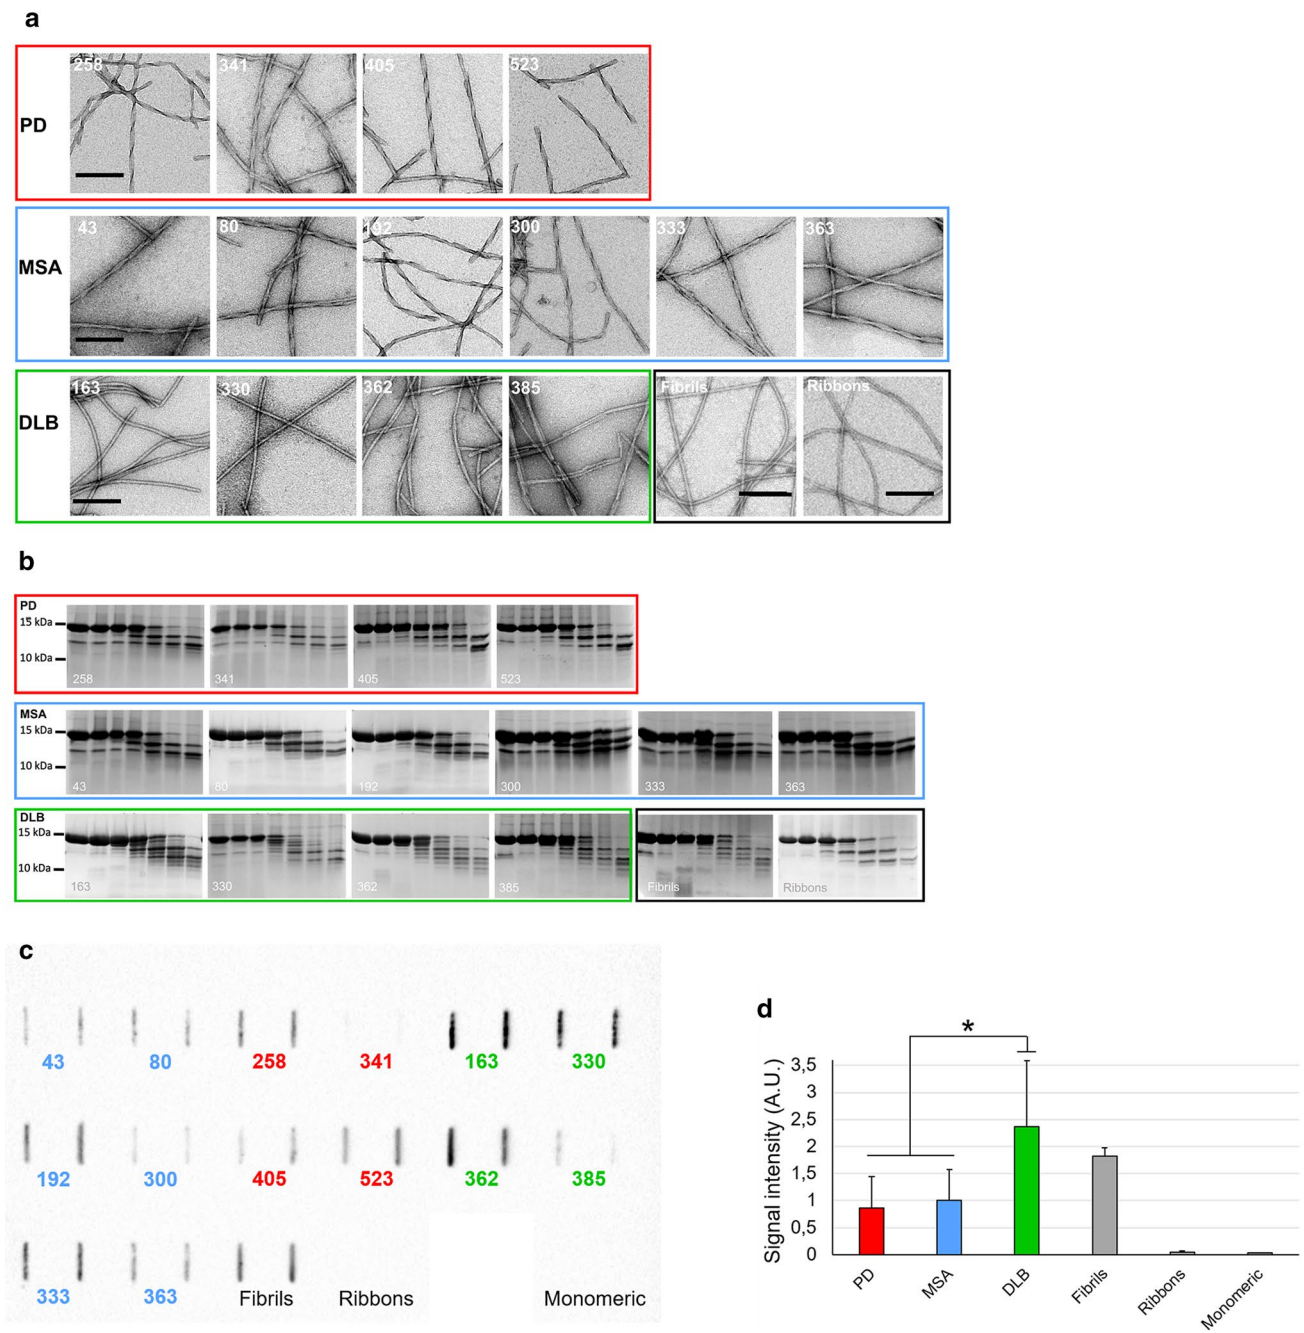 a
PD
258
341
405
523
MSA
43
80
192
300
333
363
DLB
163
330
362
385
Fibrils
Ribbons
b
PD
15 kDa
10 kDa
258
341
405
523
MSA
15 kDa
10 kDa
43
80
192
300
333
363
DLB
15 kDa
10 kDa
163
330
362
385
Fibrils
Ribbons
c
43 80 258 341 163 330
192 300 405 523 362 385
333 363 Fibrils Ribbons Monomeric
d
*
Signal intensity (A.U.)
3,5
3
2,5
2
1,5
1
0,5
0
PD
MSA
DLB
Fibrils
Ribbons
Monomeric